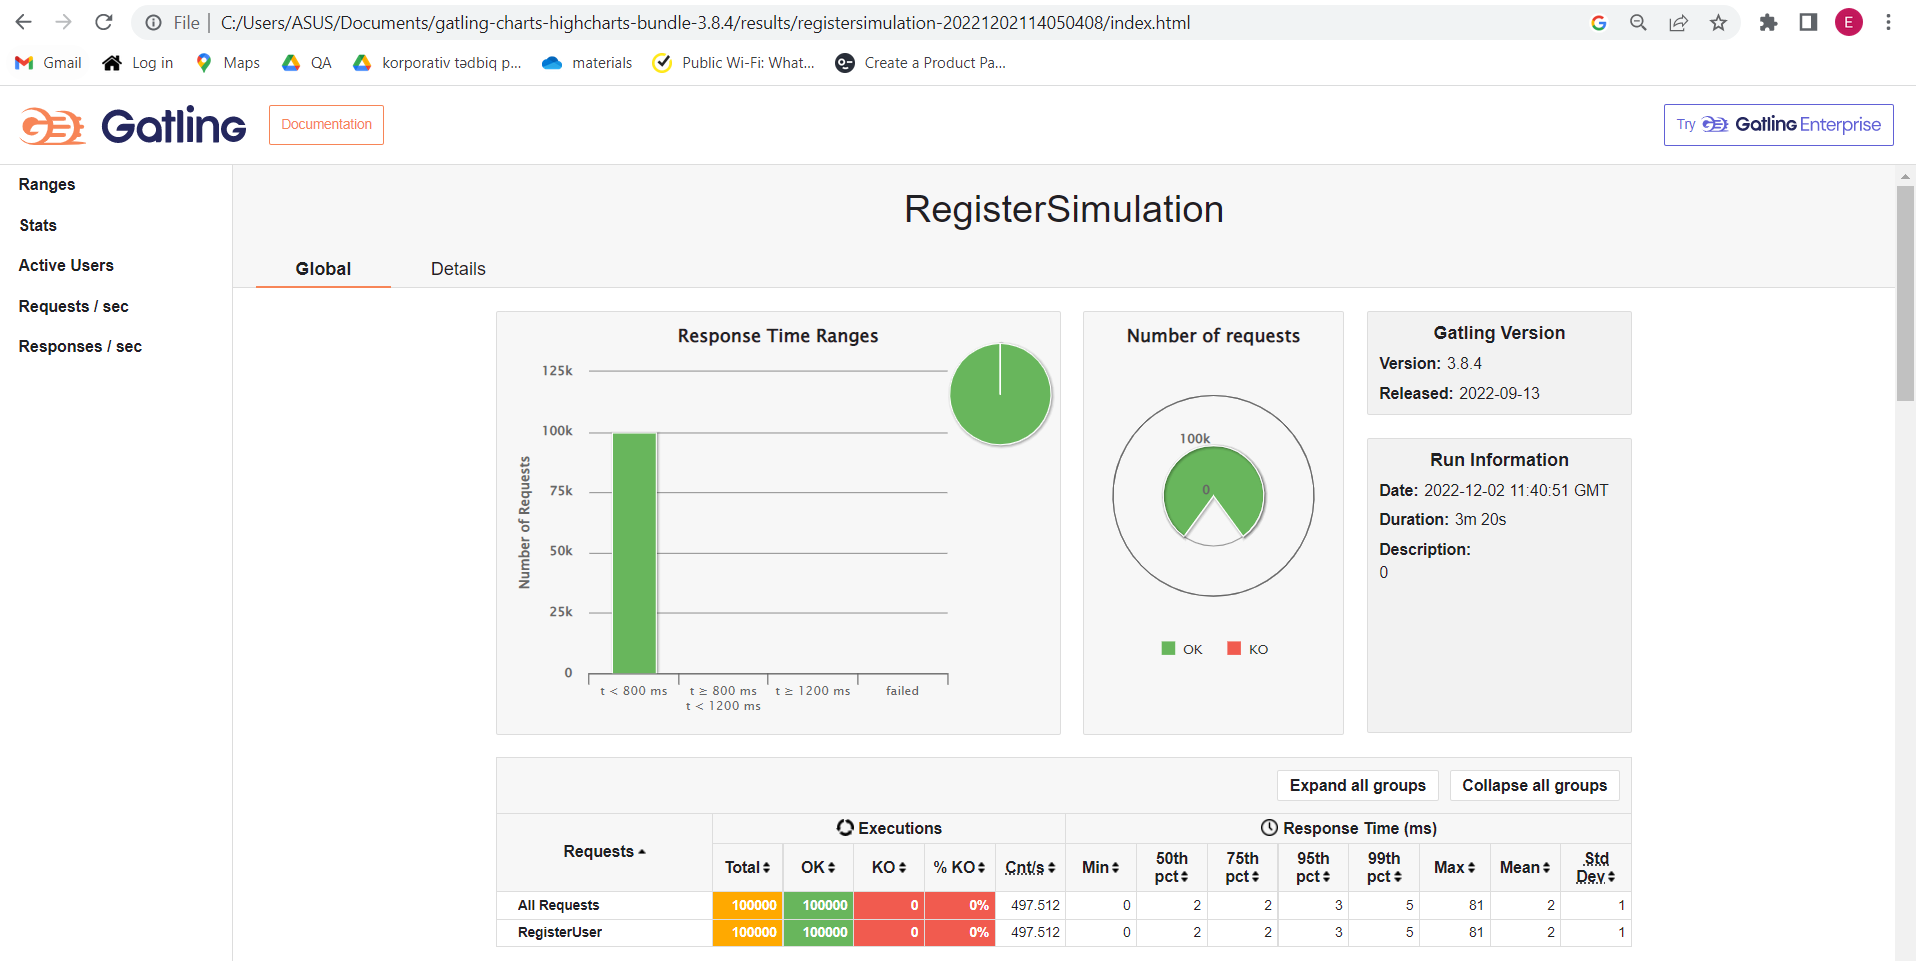 File | C:/Users/ASUS/Documents/gatling-charts-highcharts-bundle-3.8.4/results/registersimulation-20221202114050408/index.html
E
Gmail Log in Maps QA korporativ tədbiq p... materials Public Wi-Fi: What... Create a Product Pa...
Gatling Documentation Try Gatling Enterprise
Ranges
Stats
Active Users
Requests / sec
Responses / sec
RegisterSimulation
Global Details
Response Time Ranges
125k
100k
75k
50k
25k
0
Number of Requests
t < 800 ms
t ≥ 800 ms
t < 1200 ms
t ≥ 1200 ms
failed
Number of requests
100k
0
OK KO
Gatling Version
Version: 3.8.4
Released: 2022-09-13
Run Information
Date: 2022-12-02 11:40:51 GMT
Duration: 3m 20s
Description:
0
Expand all groups Collapse all groups
Requests
Executions Response Time (ms)
Total OK KO % KO Cnt/s Min 50th pct 75th pct 95th pct 99th pct Max Mean Std Dev
All Requests 100000 100000 0 0% 497.512 0 2 2 3 5 81 2 1
RegisterUser 100000 100000 0 0% 497.512 0 2 2 3 5 81 2 1